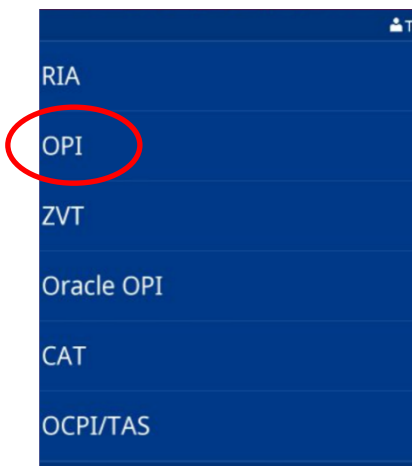 T
RIA
OPI
ZVT
Oracle OPI
CAT
OCPI/TAS